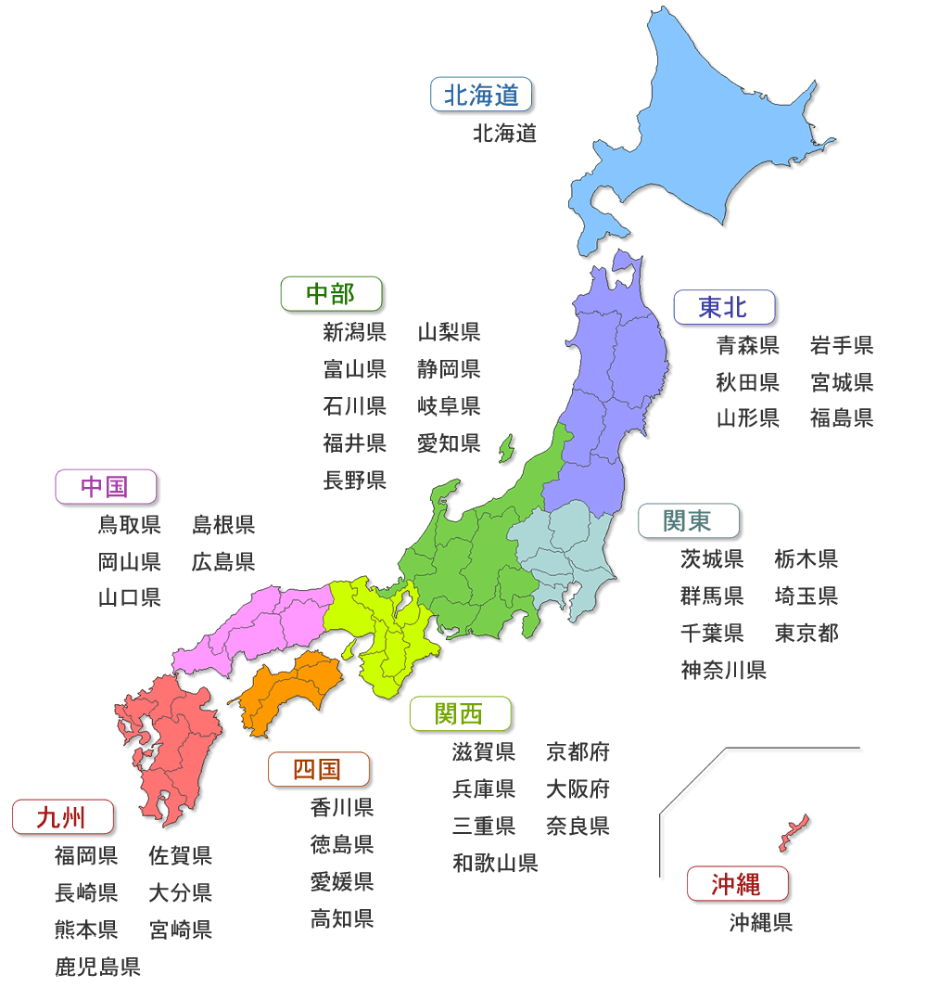 北海道
北海道
中部
新潟県 山梨県
富山県 静岡県
石川県 岐阜県
福井県 愛知県
長野県
東北
青森県 岩手県
秋田県 宮城県
山形県 福島県
中国
鳥取県 島根県
岡山県 広島県
山口県
関東
茨城県 栃木県
群馬県 埼玉県
千葉県 東京都
神奈川県
関西
滋賀県 京都府
兵庫県 大阪府
三重県 奈良県
和歌山県
四国
香川県
徳島県
愛媛県
高知県
九州
福岡県 佐賀県
長崎県 大分県
熊本県 宮崎県
鹿児島県
沖縄
沖縄県